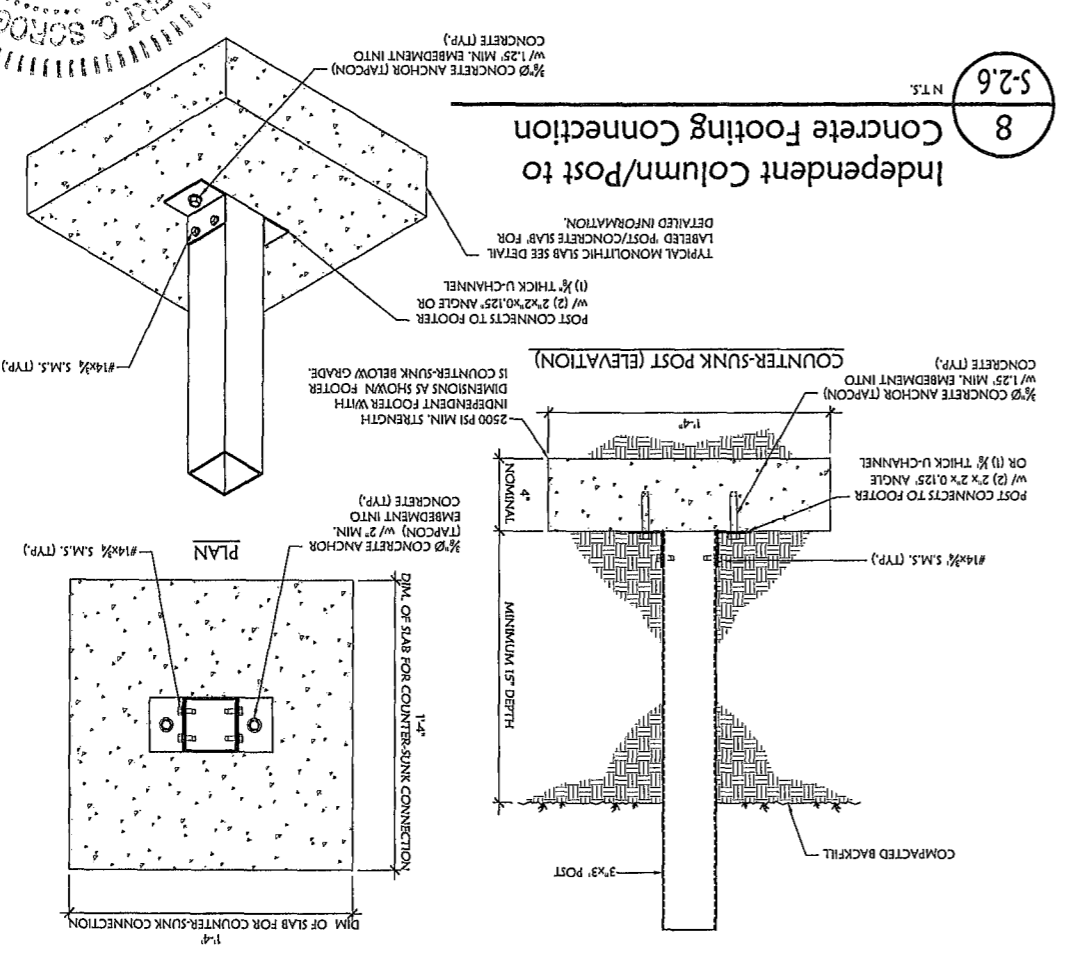 1'-4"
DIM OF SLAB FOR COUNTER-SUNK CONNECTION
3"x3" POST
COMPACTED BACKFILL
1'-4"
DIM. OF SLAB FOR COUNTER-SUNK CONNECTION
MINIMUM 15" DEPTH
#14x¾" S.M.S. (TYP.)
POST CONNECTS TO FOOTER
w/ (2) 2"x 2"x 0.125" ANGLE
OR (1) ⅛" THICK U-CHANNEL
4"
NOMINAL
⅜"Ø CONCRETE ANCHOR (TAPCON)
w/ 1.25" MIN. EMBEDMENT INTO
CONCRETE (TYP.)
1'-4"
COUNTER-SUNK POST (ELEVATION)
2500 PSI MIN. STRENGTH
INDEPENDENT FOOTER WITH
DIMENSIONS AS SHOWN FOOTER
IS COUNTER-SUNK BELOW GRADE.
PLAN
⅜"Ø CONCRETE ANCHOR
(TAPCON) w/ 2" MIN.
EMBEDMENT INTO
CONCRETE (TYP.)
#14x¾" S.M.S. (TYP.)
#14x¾" S.M.S. (TYP.)
POST CONNECTS TO FOOTER
w/ (2) 2"x2"x0.125" ANGLE OR
(1) ⅛" THICK U-CHANNEL
TYPICAL MONOLITHIC SLAB SEE DETAIL
LABELED "POST/CONCRETE SLAB" FOR
DETAILED INFORMATION.
⅜"Ø CONCRETE ANCHOR (TAPCON)
w/ 1.25" MIN. EMBEDMENT INTO
CONCRETE (TYP.)
8
S-2.6
Independent Column/Post to
Concrete Footing Connection
N T.S.